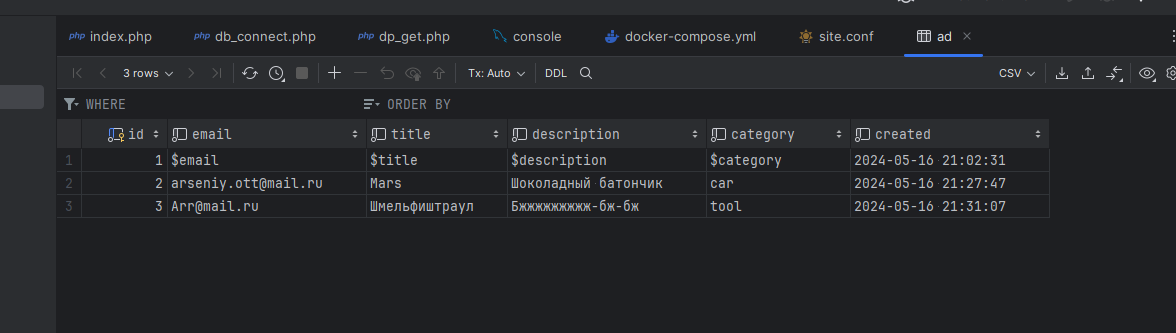 php index.php php db_connect.php php dp_get.php console docker-compose.yml site.conf ad
3 rows Tx: Auto DDL CSV
WHERE ORDER BY
id email title description category created
1 1 $email $title $description $category 2024-05-16 21:02:31
2 2 arseniy.ott@mail.ru Mars Шоколадный батончик car 2024-05-16 21:27:47
3 3 Arr@mail.ru Шмельфиштраул Бжжжжжжжжж-бж-бж tool 2024-05-16 21:31:07